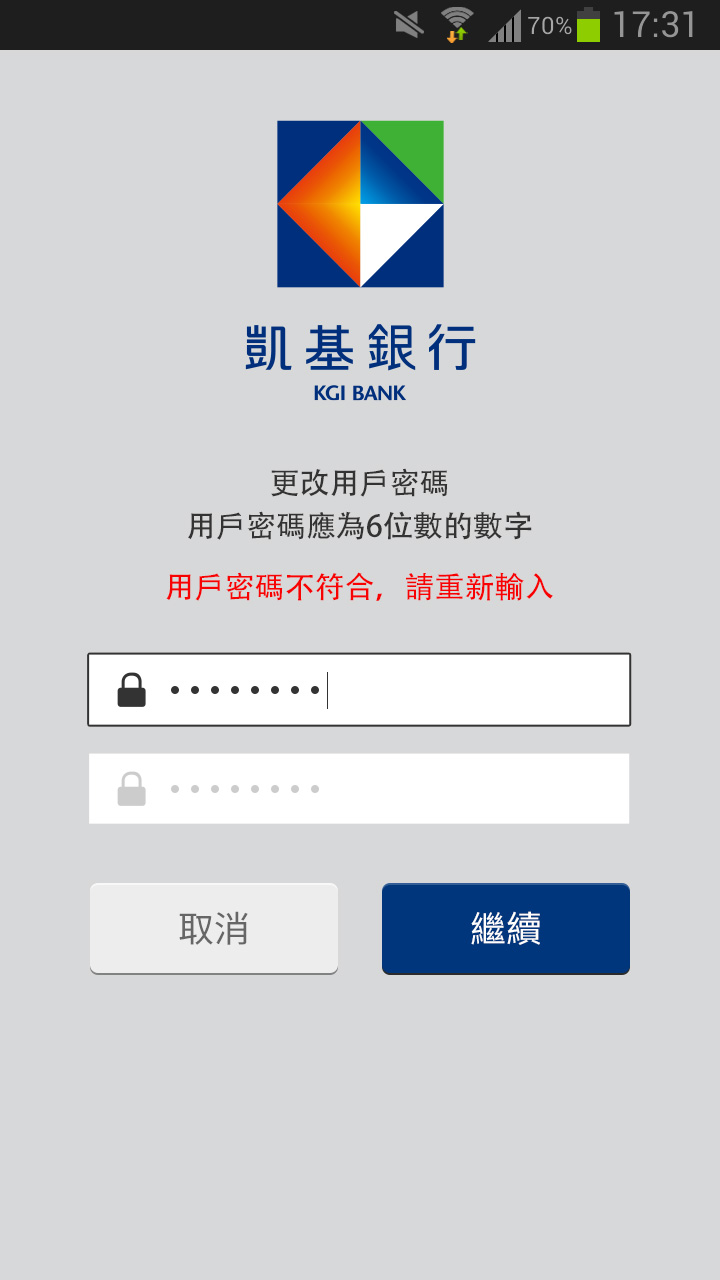 70% 17:31
凱基銀行
KGI BANK
更改用戶密碼
用戶密碼應為6位數的數字
用戶密碼不符合，請重新輸入
取消 繼續